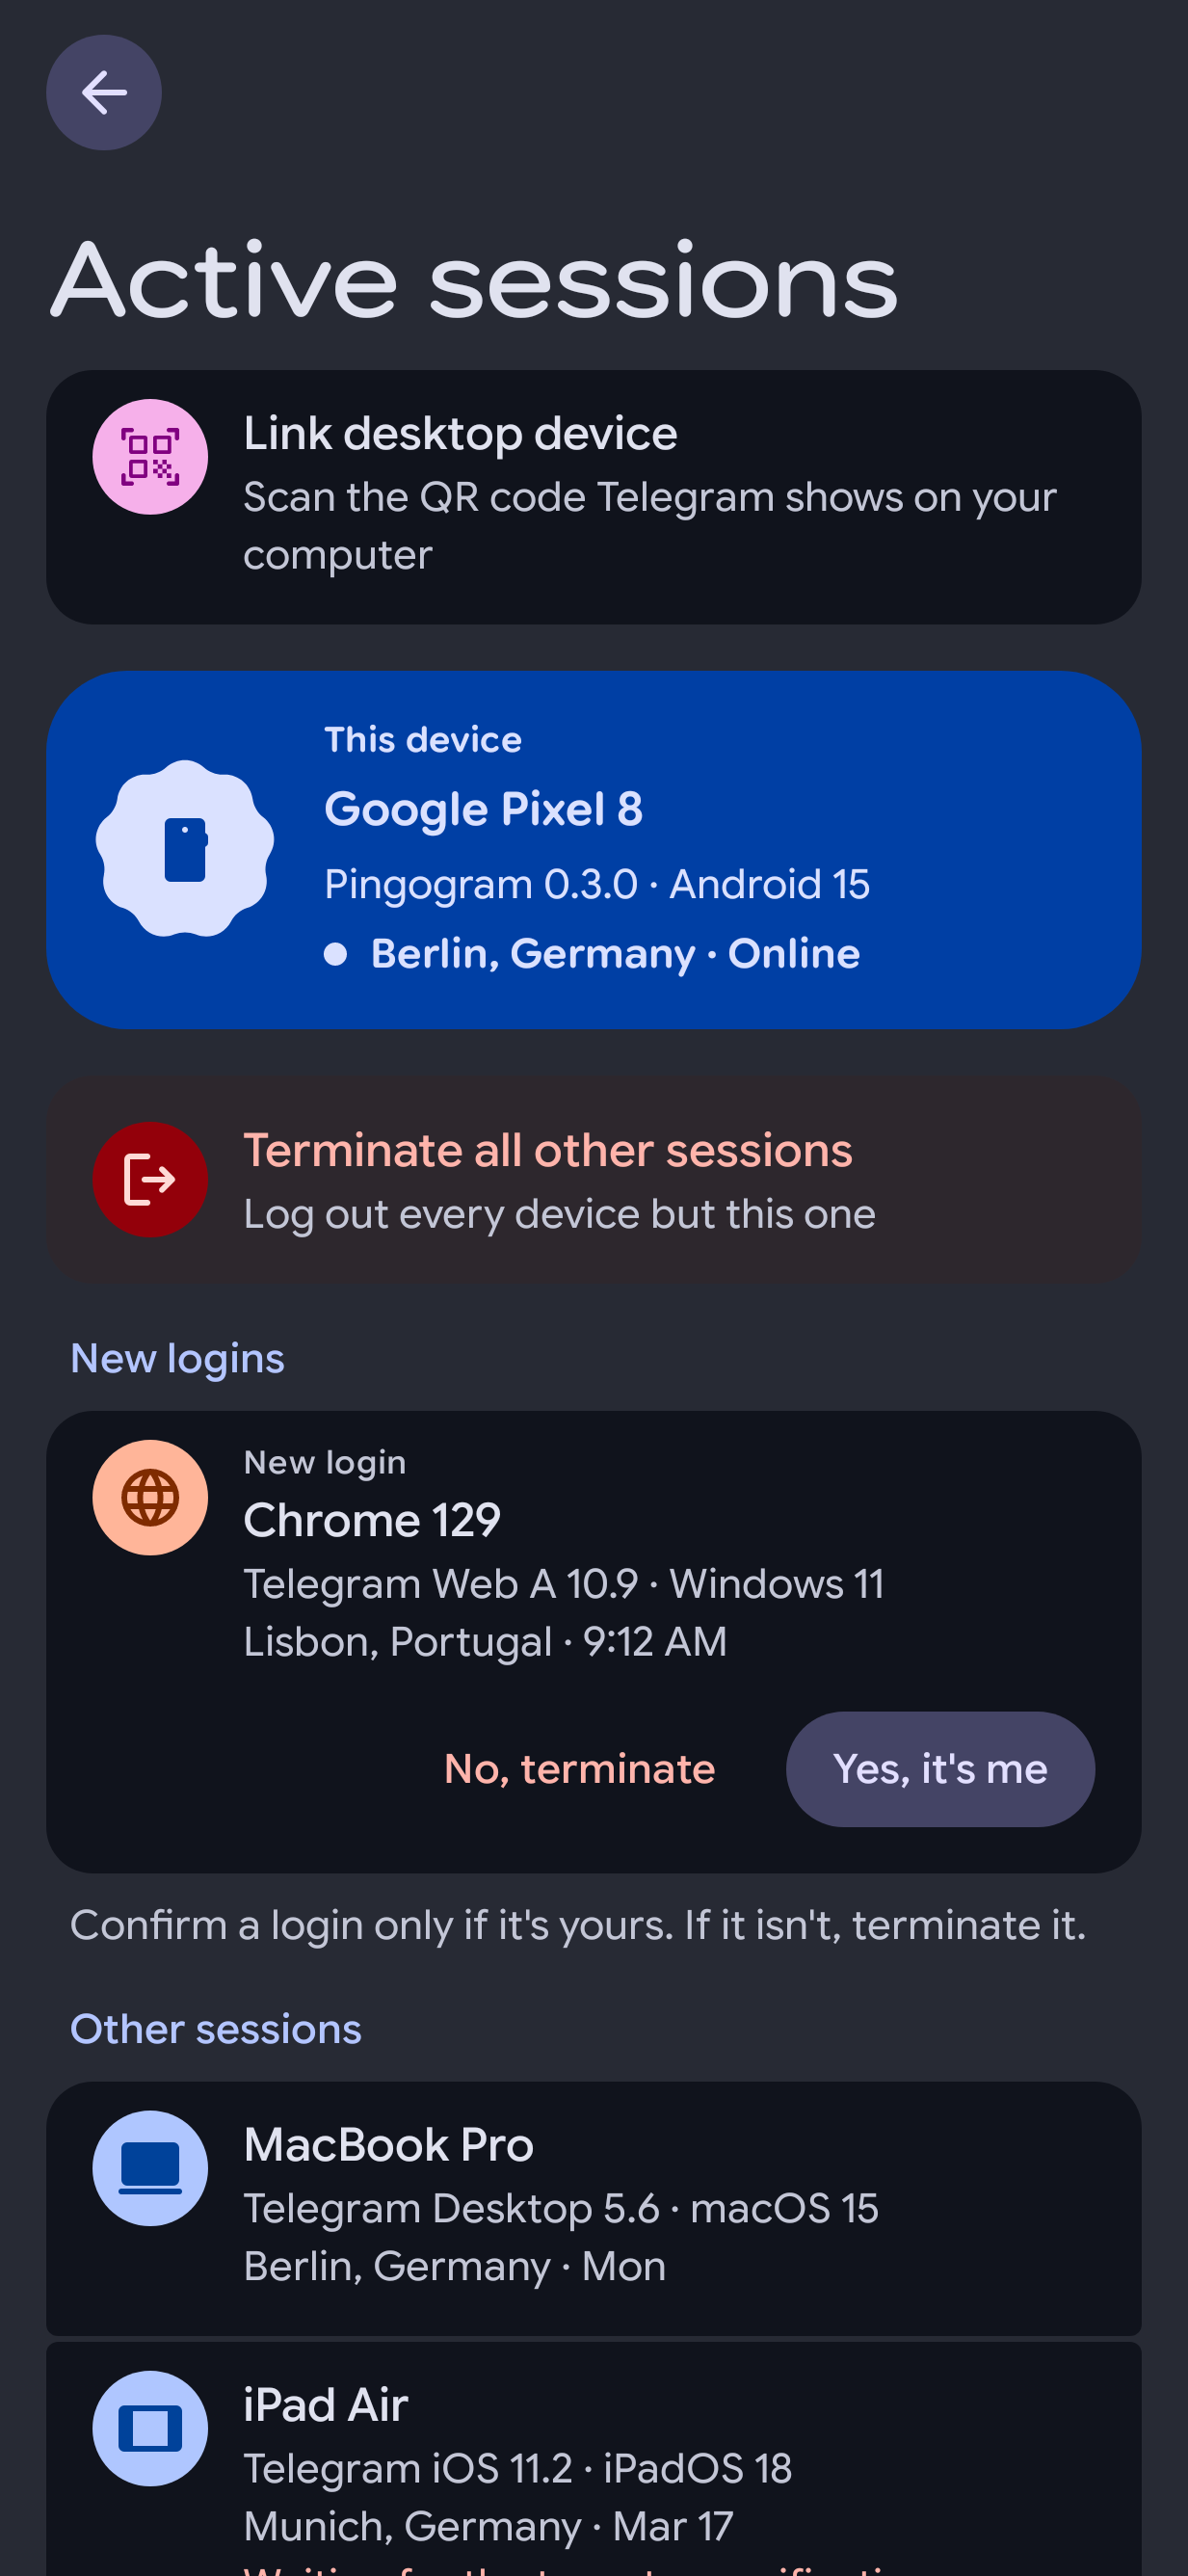 Active sessions
Link desktop device
Scan the QR code Telegram shows on your
computer
This device
Google Pixel 8
Pingogram 0.3.0 · Android 15
Berlin, Germany · Online
Terminate all other sessions
Log out every device but this one
New logins
New login
Chrome 129
Telegram Web A 10.9 · Windows 11
Lisbon, Portugal · 9:12 AM
No, terminate
Yes, it's me
Confirm a login only if it's yours. If it isn't, terminate it.
Other sessions
MacBook Pro
Telegram Desktop 5.6 · macOS 15
Berlin, Germany · Mon
iPad Air
Telegram iOS 11.2 · iPadOS 18
Munich, Germany · Mar 17